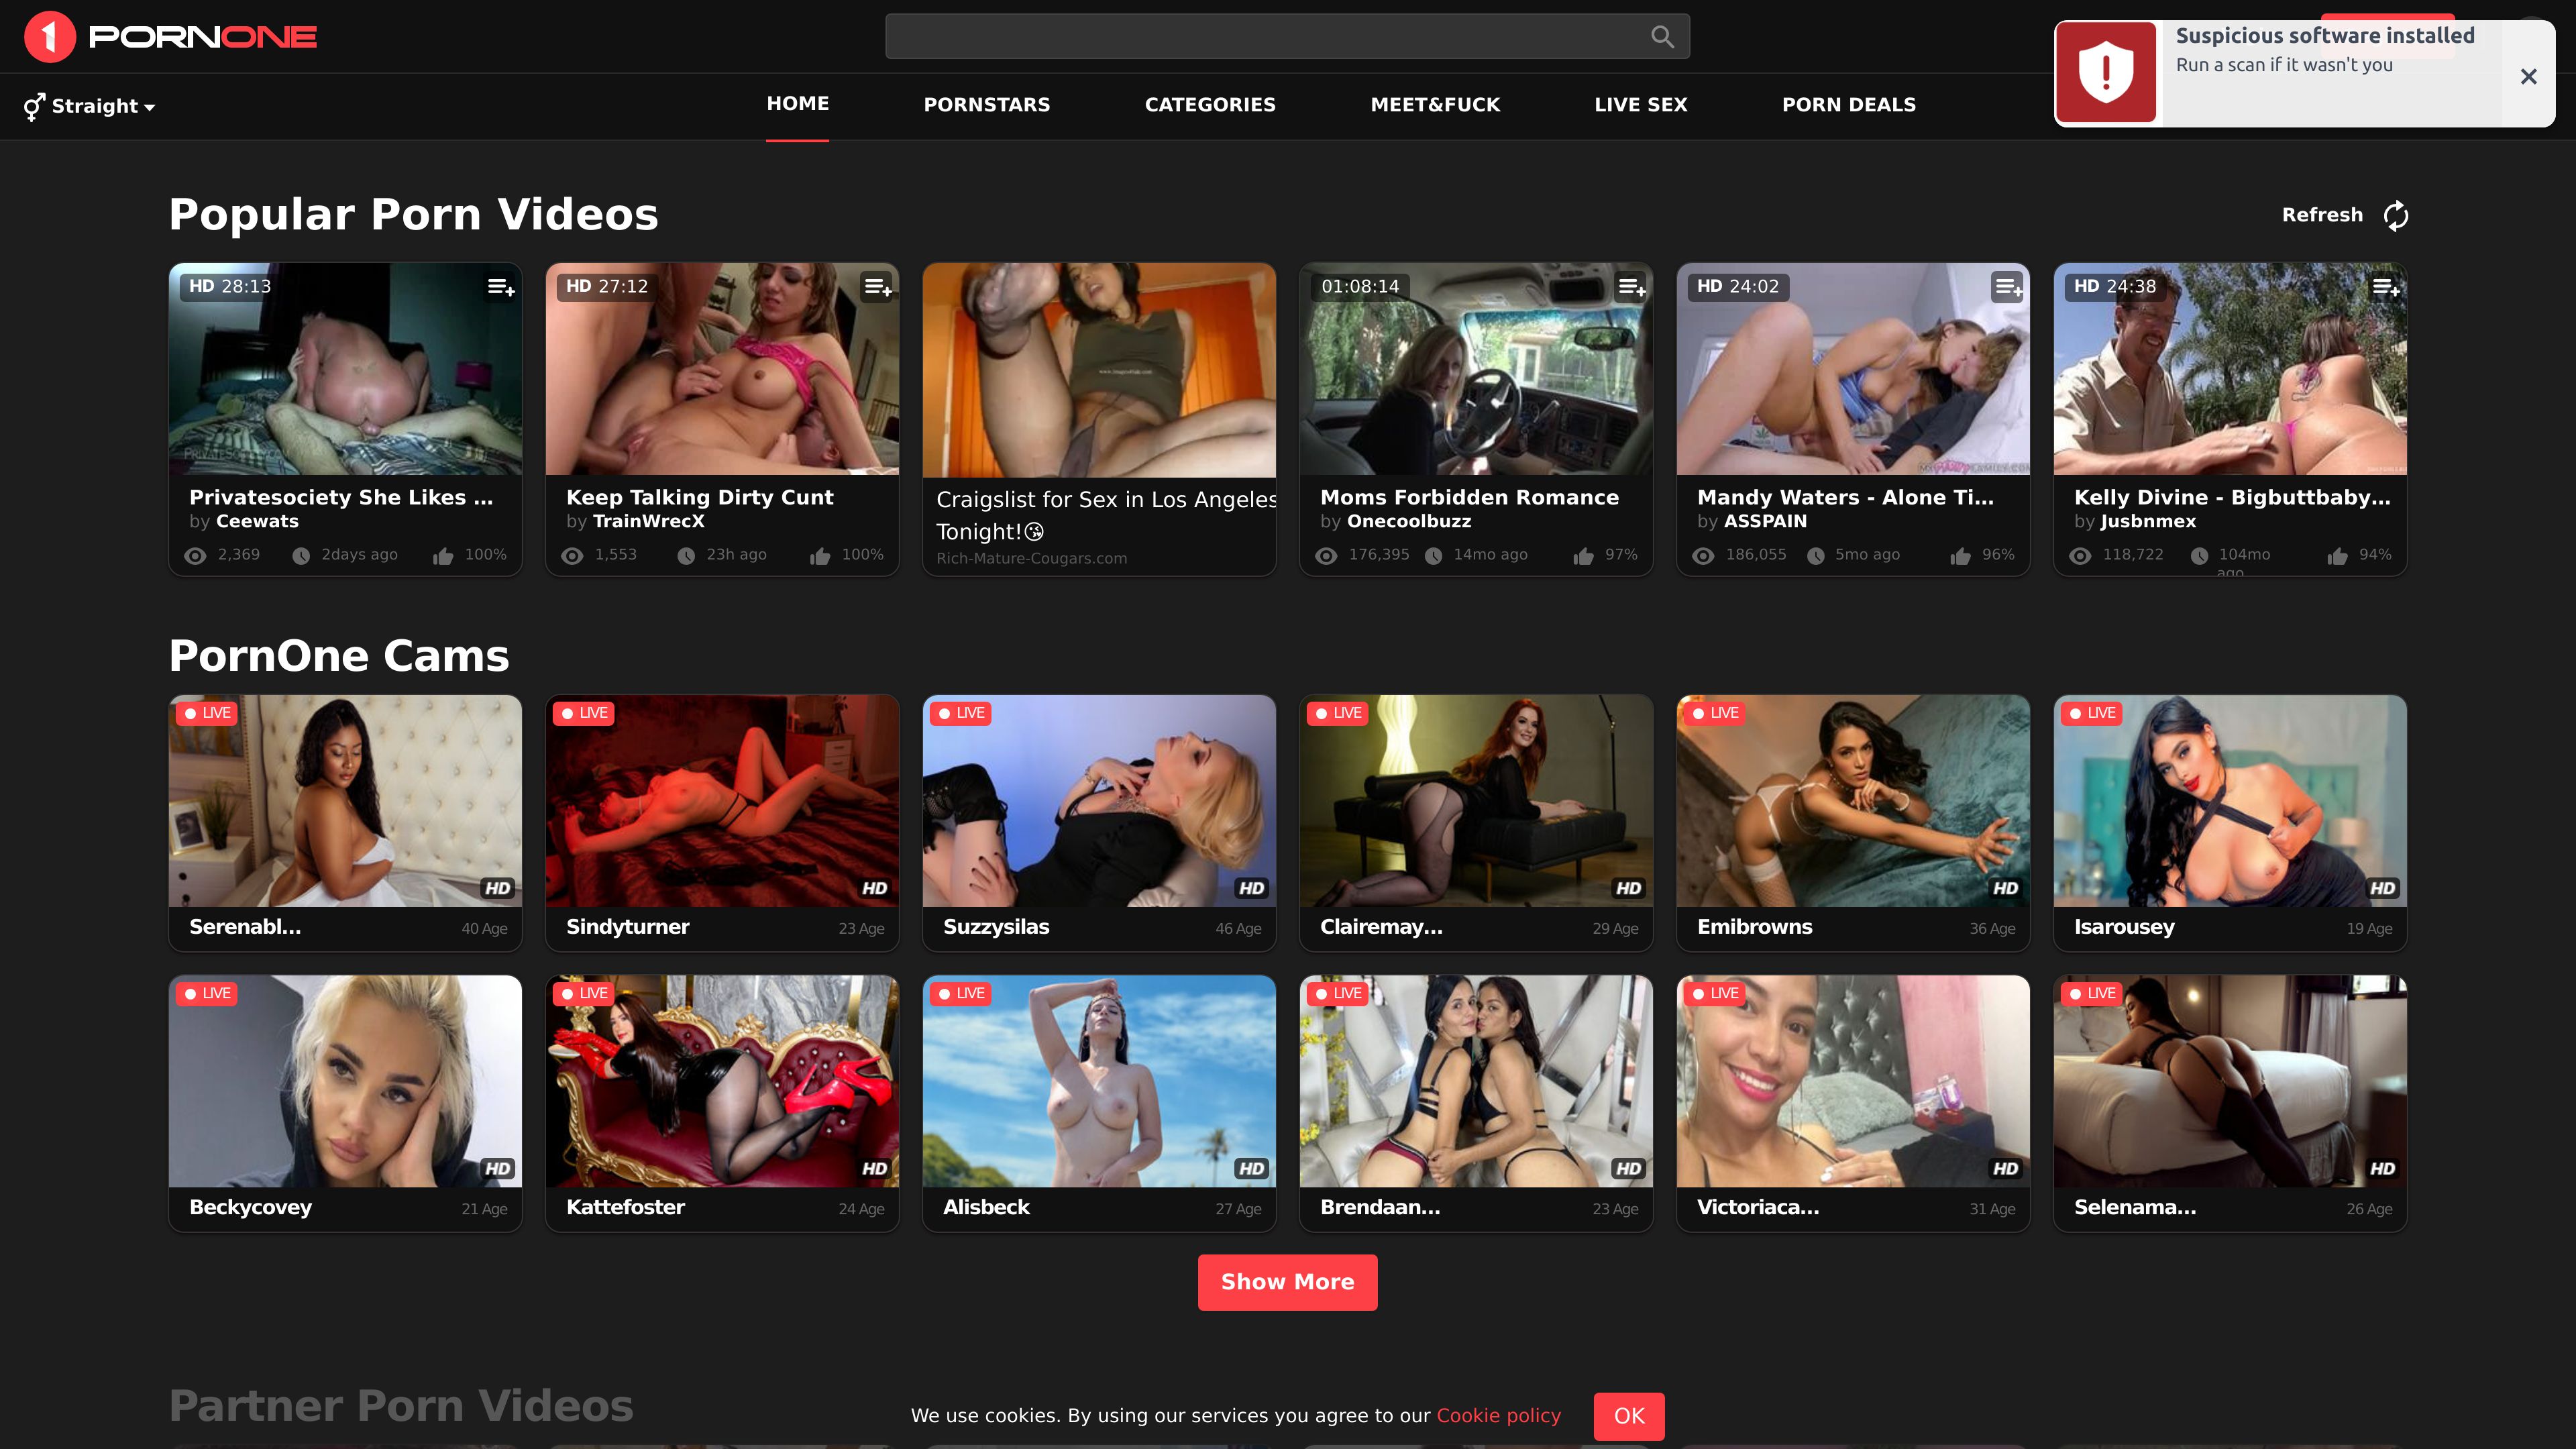 PORNONE
Suspicious software installed
Run a scan if it wasn't you
Straight
HOME
PORNSTARS
CATEGORIES
MEET&FUCK
LIVE SEX
PORN DEALS
Popular Porn Videos
Refresh
HD 28:13
HD 27:12
01:08:14
HD 24:02
HD 24:38
Privatesociety She Likes ...
by Ceewats
2,369 2days ago 100%
Keep Talking Dirty Cunt
by TrainWrecX
1,553 23h ago 100%
Craigslist for Sex in Los Angeles
Tonight!😘
Rich-Mature-Cougars.com
Moms Forbidden Romance
by Onecoolbuzz
176,395 14mo ago 97%
Mandy Waters - Alone Ti...
by ASSPAIN
186,055 5mo ago 96%
Kelly Divine - Bigbuttbaby...
by Jusbnmex
118,722 104mo ago 94%
PornOne Cams
LIVE HD
Serenabl... 40 Age
LIVE HD
Sindyturner 23 Age
LIVE HD
Suzzysilas 46 Age
LIVE HD
Clairemay... 29 Age
LIVE HD
Emibrowns 36 Age
LIVE HD
Isarousey 19 Age
LIVE HD
Beckycovey 21 Age
LIVE HD
Kattefoster 24 Age
LIVE HD
Alisbeck 27 Age
LIVE HD
Brendaan... 23 Age
LIVE HD
Victoriaca... 31 Age
LIVE HD
Selenama... 26 Age
Show More
Partner Porn Videos
We use cookies. By using our services you agree to our Cookie policy
OK